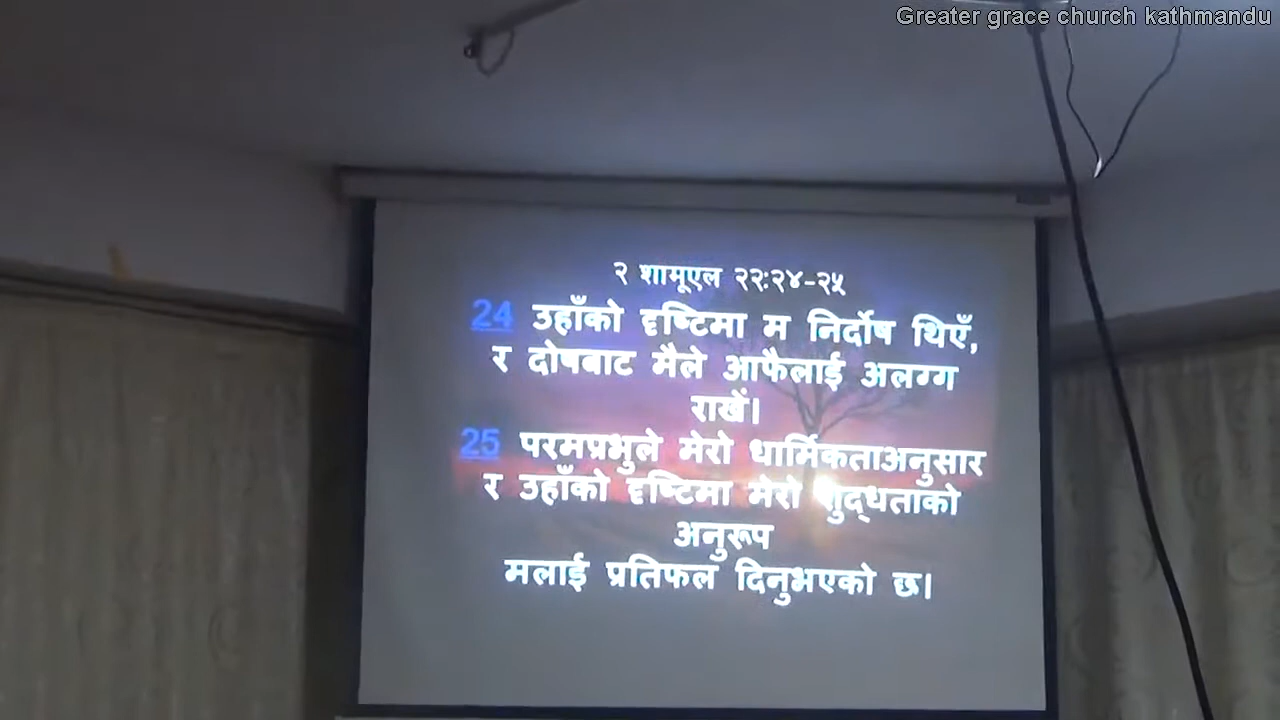 Greater grace church kathmandu
२ शामूएल २२:२४-२५
24 उहाँको दृष्टिमा म निर्दोष थिएँ,
र दोषबाट मैले आफैलाई अलग्ग
राखें।
25 परमप्रभुले मेरो धार्मिकताअनुसार
र उहाँको दृष्टिमा मेरो शुद्धताको
अनुरूप
मलाई प्रतिफल दिनुभएको छ।